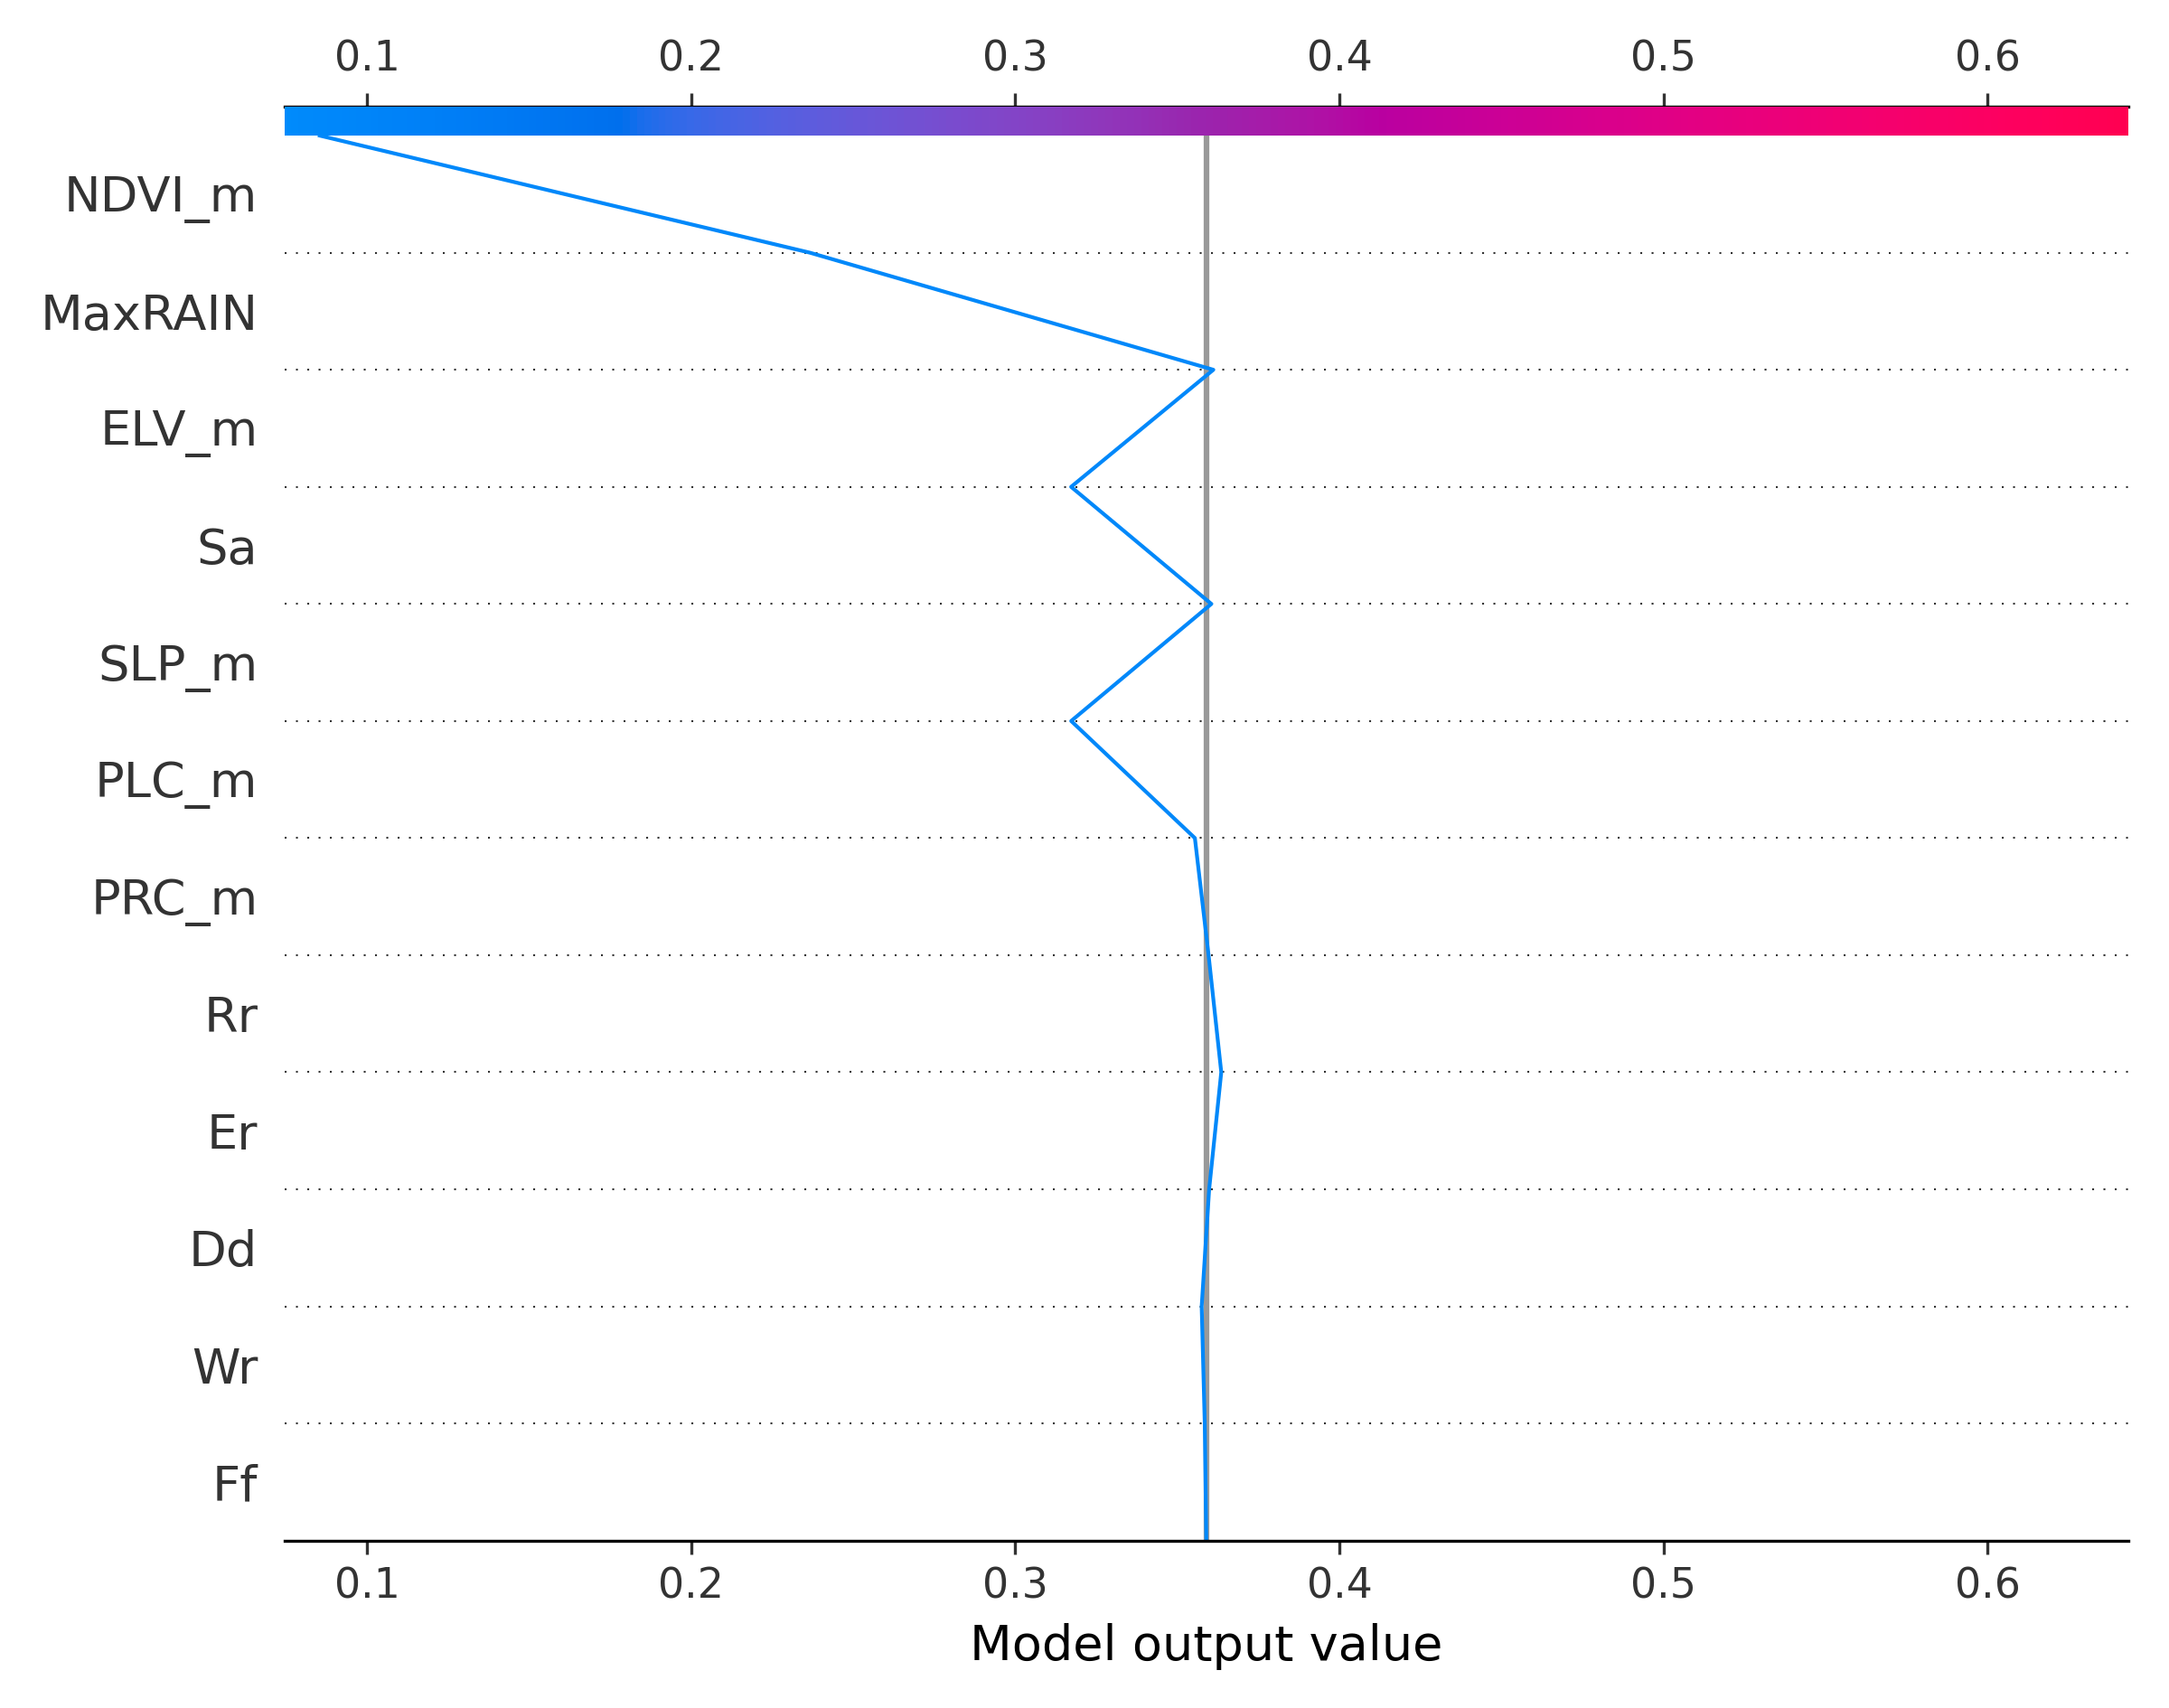 0.1 0.2 0.3 0.4 0.5 0.6
NDVI_m
MaxRAIN
ELV_m
Sa
SLP_m
PLC_m
PRC_m
Rr
Er
Dd
Wr
Ff
0.1 0.2 0.3 0.4 0.5 0.6
Model output value